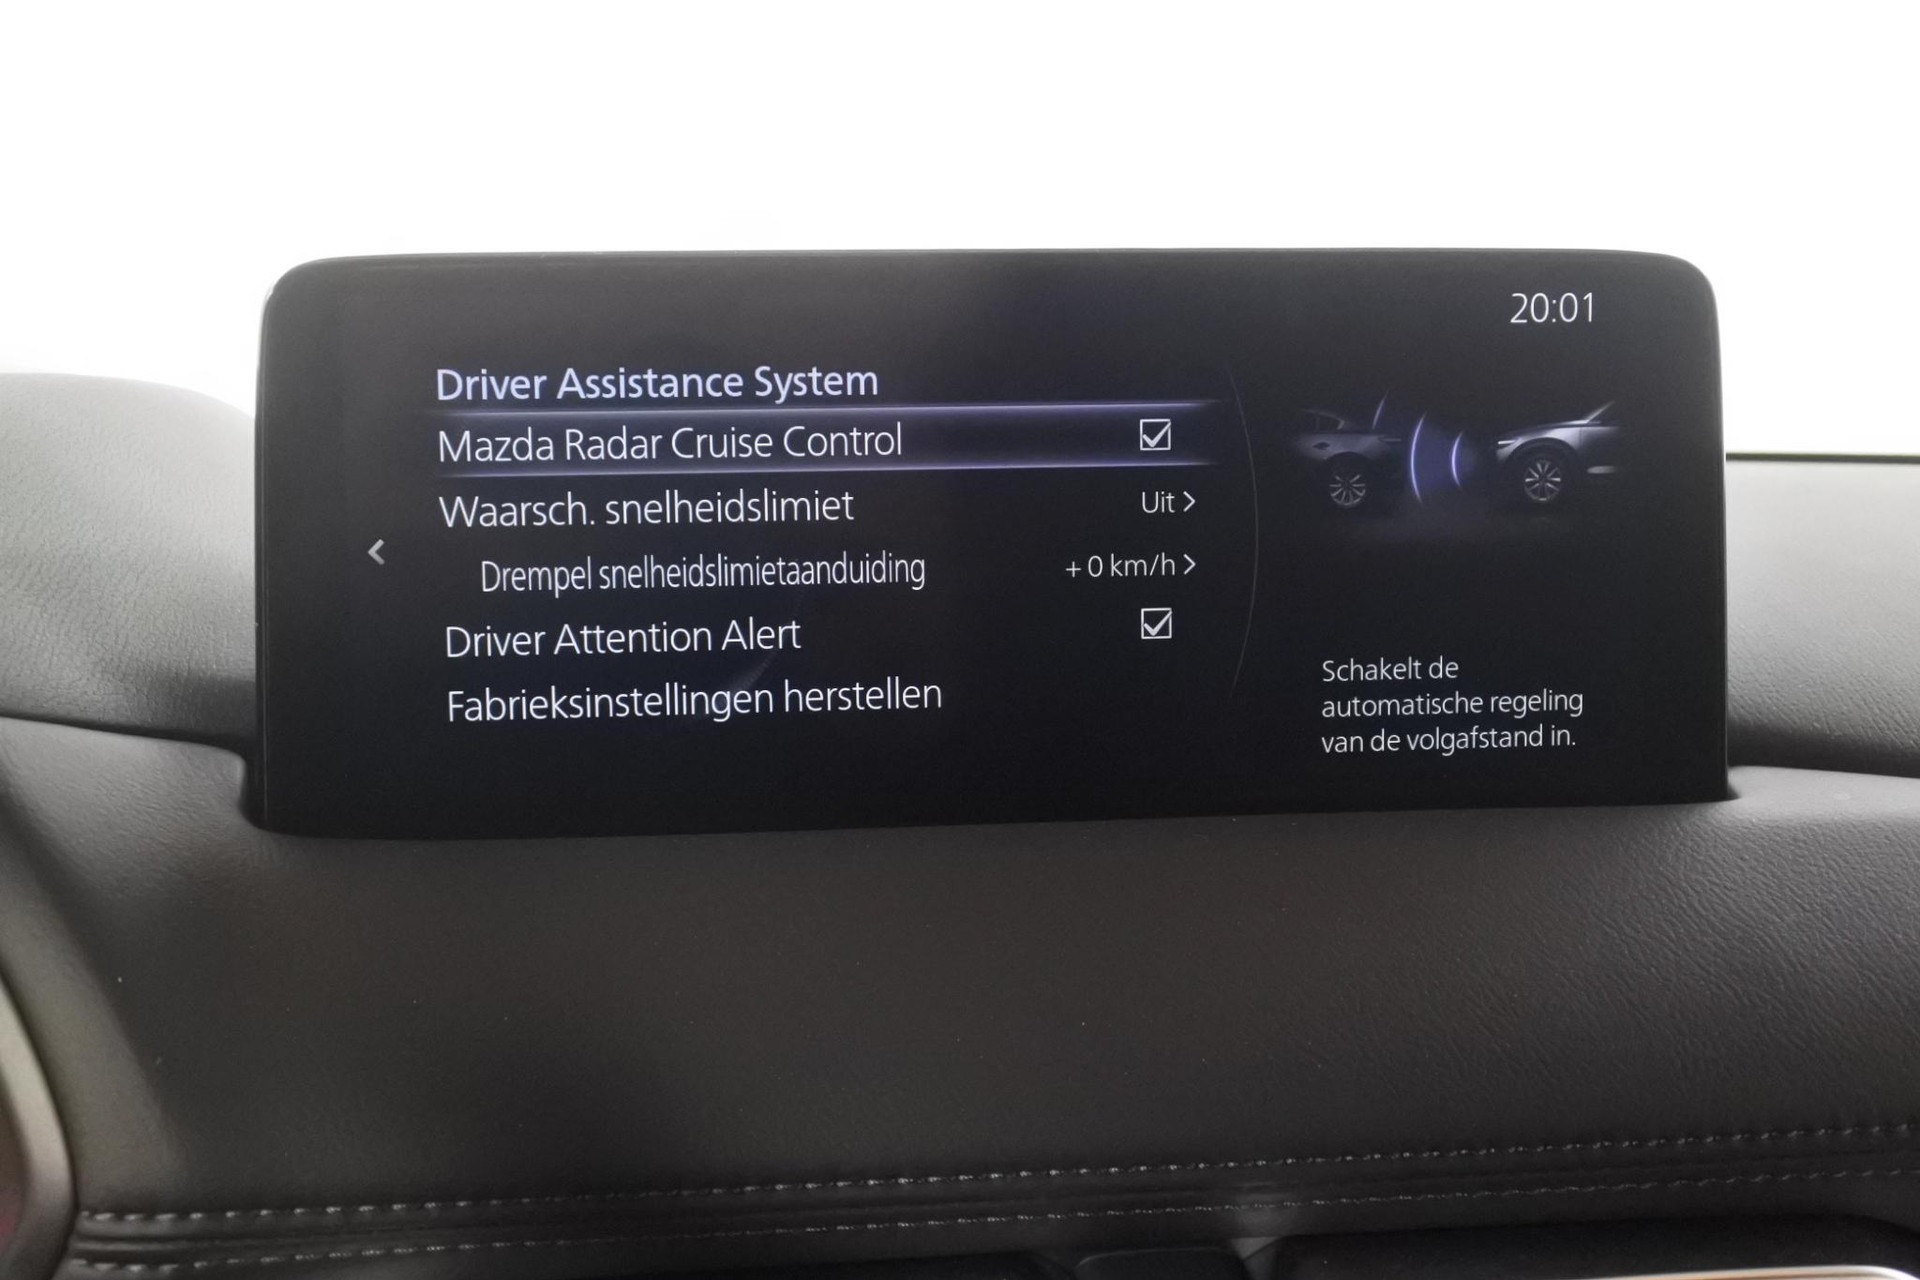 20:01
Driver Assistance System
Mazda Radar Cruise Control
Waarsch. snelheidslimiet Uit >
Drempel snelheidslimietaanduiding + 0 km/h >
Driver Attention Alert
Fabrieksinstellingen herstellen
Schakelt de
automatische regeling
van de volgafstand in.